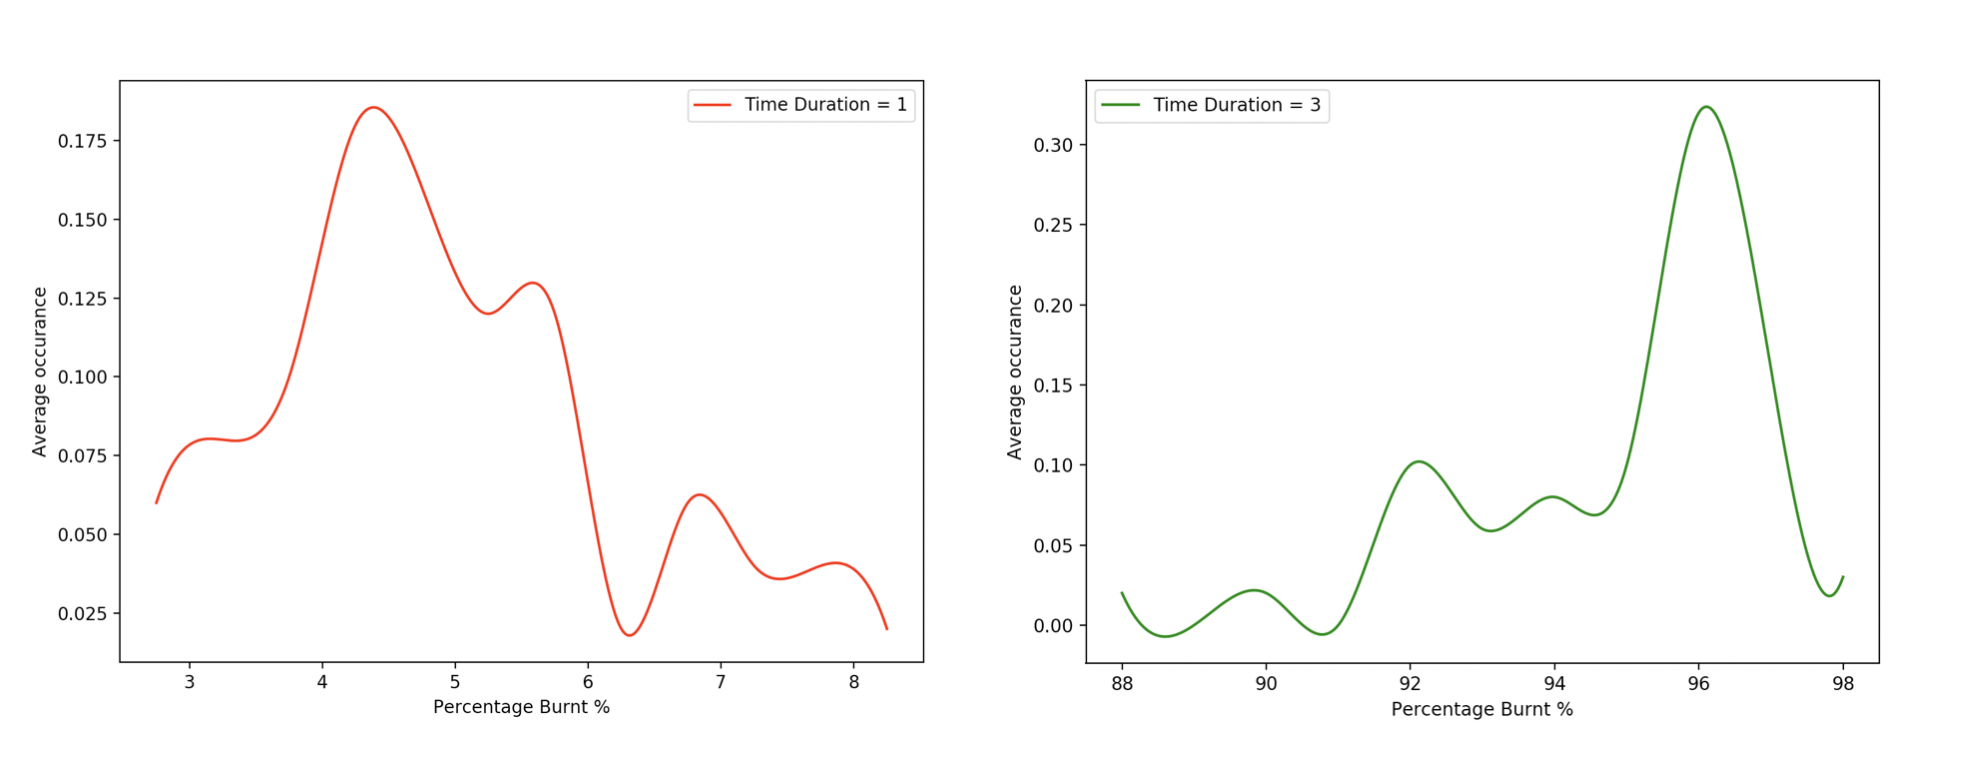 Time Duration = 1
0.175
0.150
0.125
0.100
0.075
0.050
0.025
Average occurance
3 4 5 6 7 8
Percentage Burnt %
Time Duration = 3
0.30
0.25
0.20
0.15
0.10
0.05
0.00
Average occurance
88 90 92 94 96 98
Percentage Burnt %